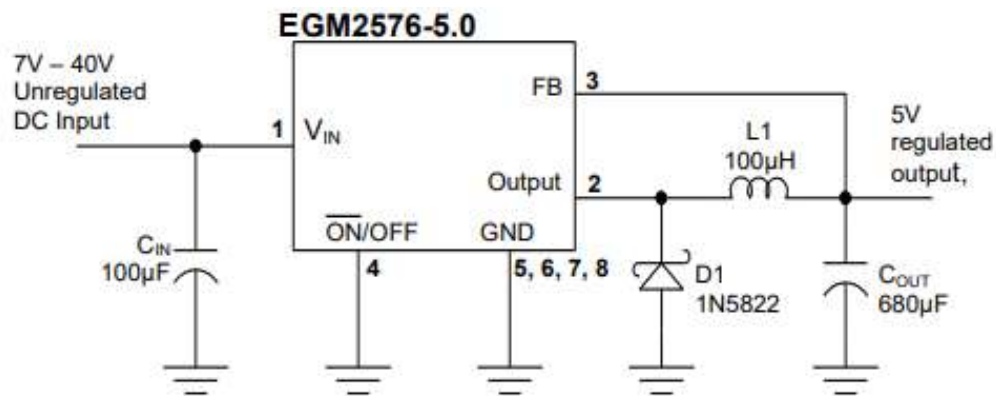 EGM2576-5.0
7V – 40V
Unregulated
DC Input
1
VIN
FB
3
5V
regulated
output,
L1
100µH
Output
2
ON/OFF
GND
4
5, 6, 7, 8
CIN
100µF
D1
1N5822
COUT
680µF